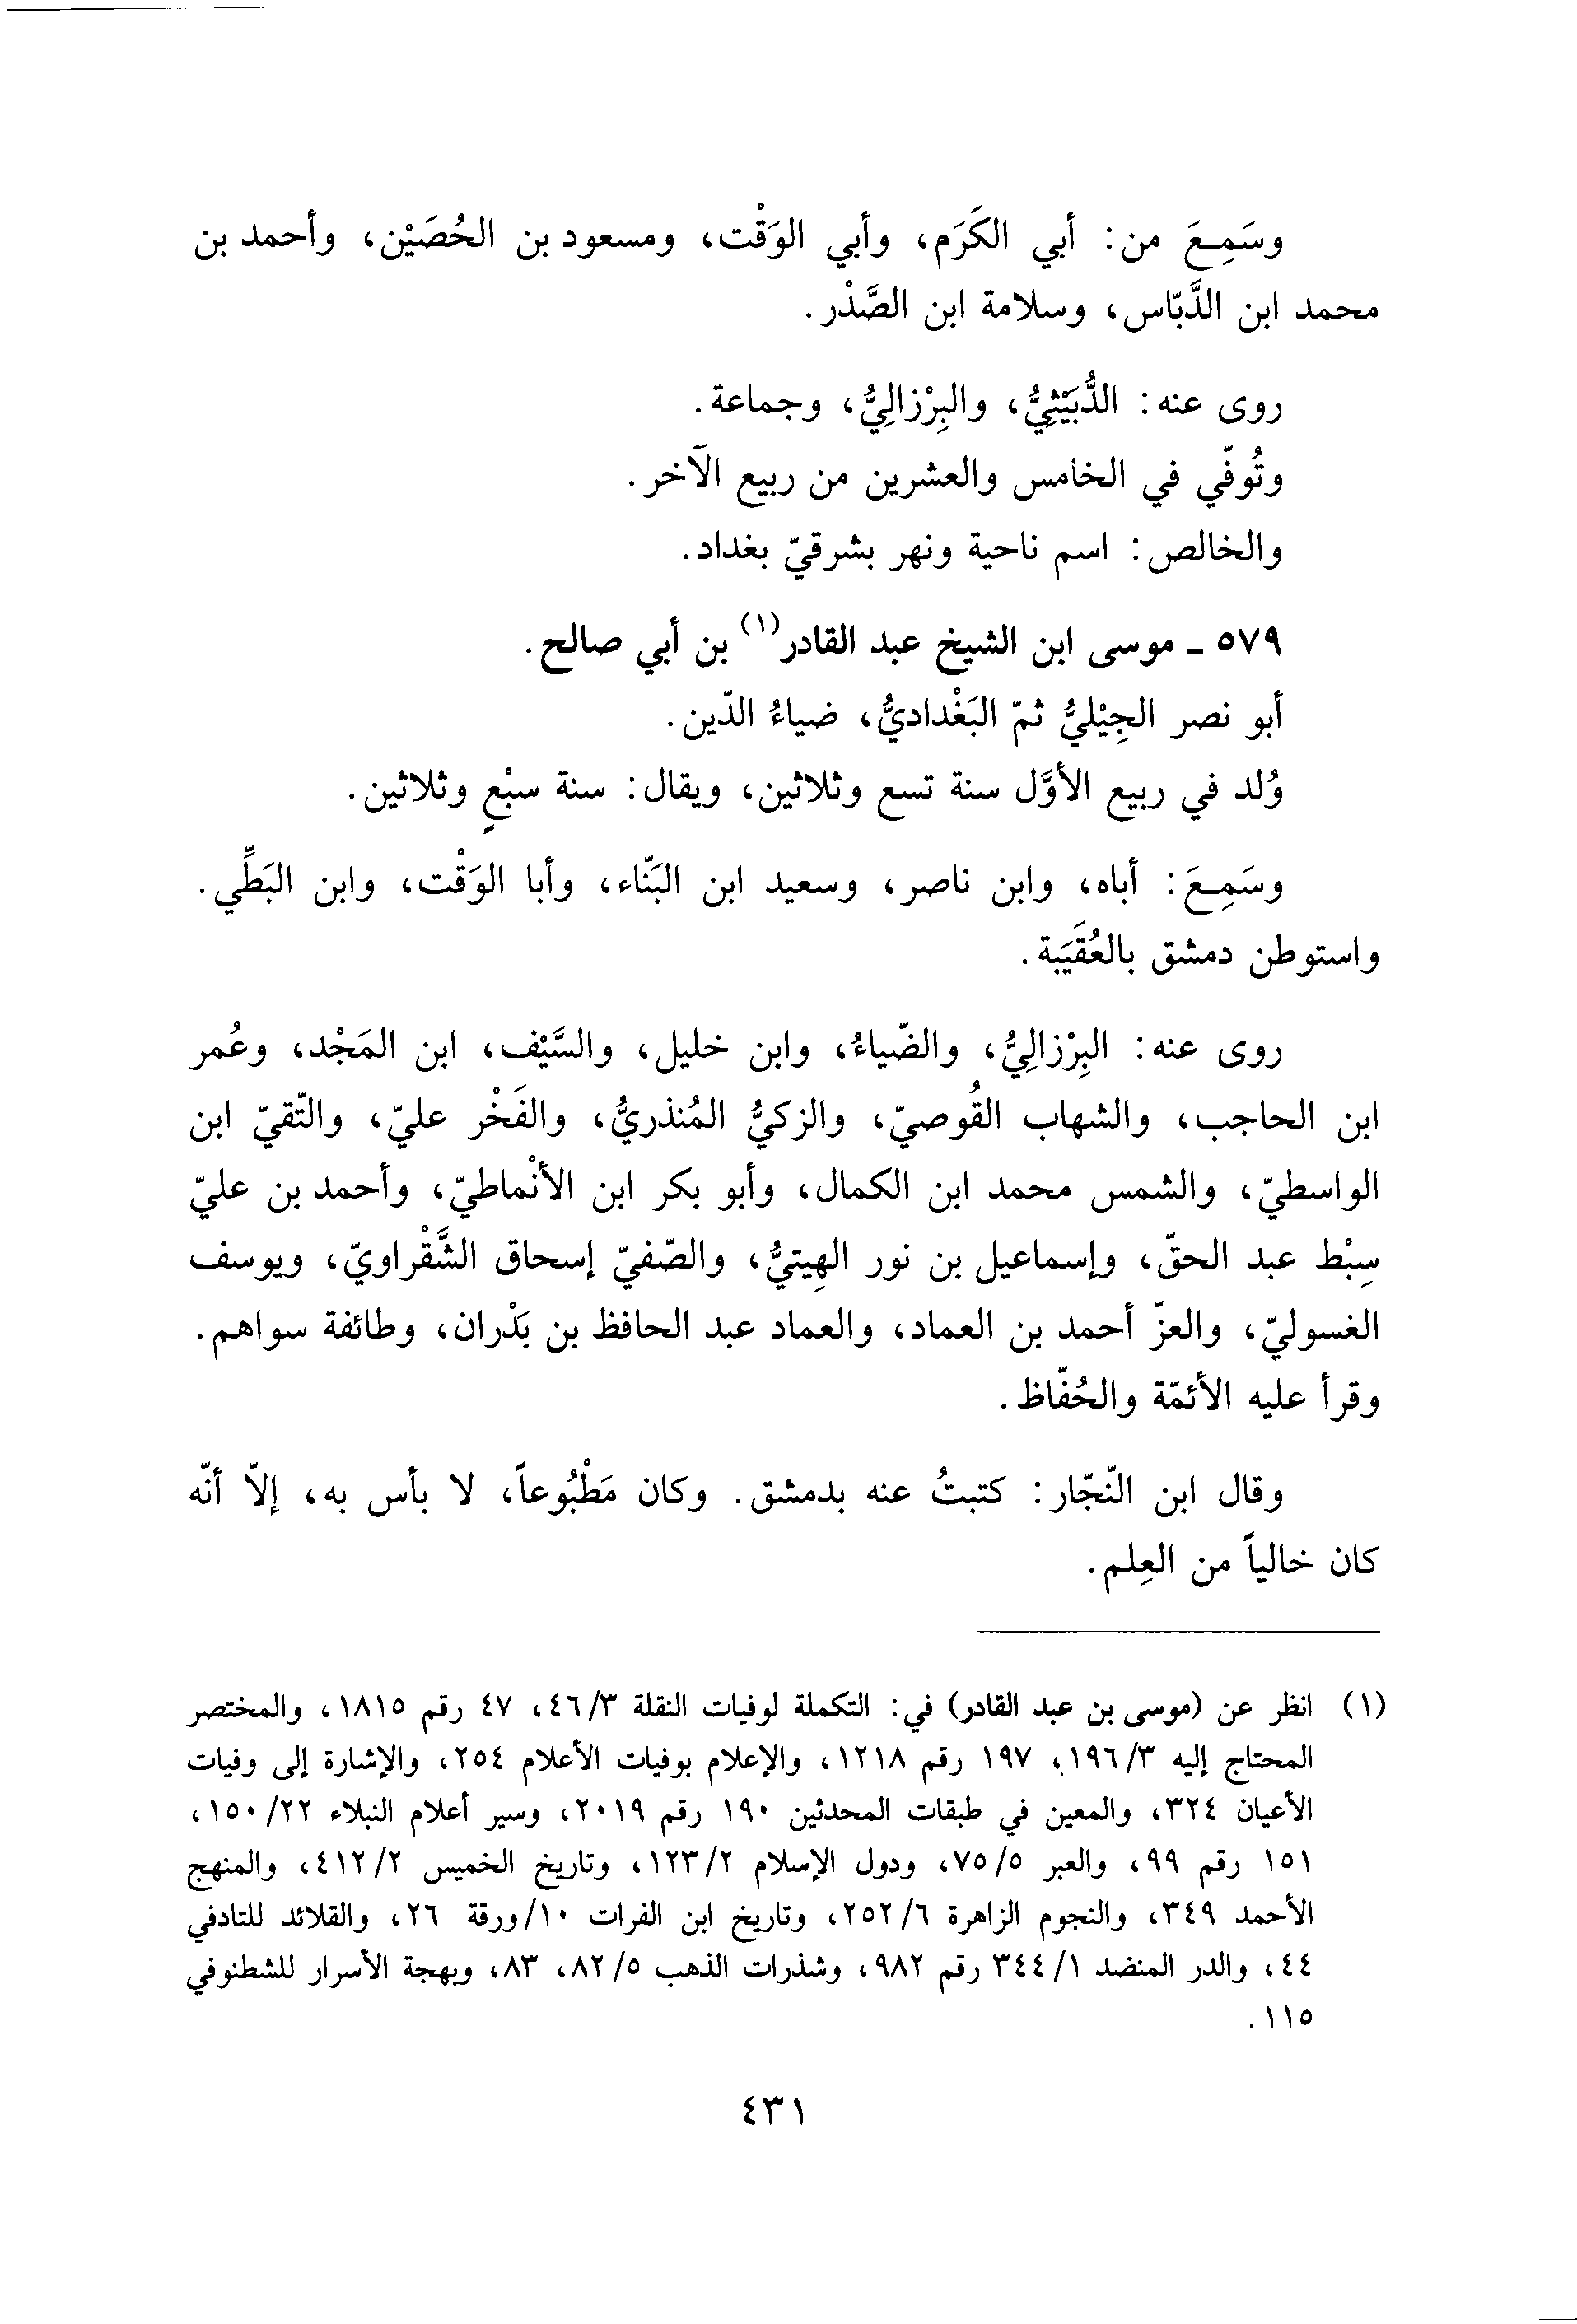 وسَمِعَ من: أبي الكَرَم، وأبي الوَقْت، ومسعود بن الحُصَيْن، وأحمد بن
محمد ابن الدَّبّاس، وسلامة ابن الصَّدْر.
روى عنه: الدُّبَيْثِيُّ، والبِرْزالِيُّ، وجماعة.
وتُوفّي في الخامس والعشرين من ربيع الآخر.
والخالص: اسم ناحية ونهر بشرقيّ بغداد.
٥٧٩ - موسى ابن الشيخ عبد القادر(١) بن أبي صالح.
أبو نصر الجِيْليُّ ثمّ البَغْداديُّ، ضياءُ الدّين.
وُلد في ربيع الأوَّل سنة تسع وثلاثين، ويقال: سنة سبْعٍ وثلاثين.
وسَمِعَ: أباه، وابن ناصر، وسعيد ابن البَنّاء، وأبا الوَقْت، وابن البَطِّي.
واستوطن دمشق بالعُقَيَبة.
روى عنه: البِرْزالِيُّ، والضّياءُ، وابن خليل، والسَّيْف، ابن المَجْد، وعُمر
ابن الحاجب، والشهاب القُوصيّ، والزكيُّ المُنذريُّ، والفَخْر عليّ، والتّقيّ ابن
الواسطيّ، والشمس محمد ابن الكمال، وأبو بكر ابن الأنْماطيّ، وأحمد بن عليّ
سِبْط عبد الحقّ، وإسماعيل بن نور الهِيتيُّ، والصّفيّ إسحاق الشَّقْراويّ، ويوسف
الغسوليّ، والعزّ أحمد بن العماد، والعماد عبد الحافظ بن بَدْران، وطائفة سواهم.
وقرأ عليه الأئمّة والحُفّاظ.
وقال ابن النّجّار: كتبتُ عنه بدمشق. وكان مَطْبُوعاً، لا بأس به، إلاّ أنّه
كان خالياً من العِلم.
(١) انظر عن (موسى بن عبد القادر) في: التكملة لوفيات النقلة ٣/٤٦، ٤٧ رقم ١٨١٥، والمختصر
المحتاج إليه ٣/١٩٦، ١٩٧ رقم ١٢١٨، والإعلام بوفيات الأعلام ٢٥٤، والإشارة إلى وفيات
الأعيان ٣٢٤، والمعين في طبقات المحدثين ١٩٠ رقم ٢٠١٩، وسير أعلام النبلاء ٢٢/١٥٠،
١٥١ رقم ٩٩، والعبر ٥/٧٥، ودول الإسلام ٢/١٢٣، وتاريخ الخميس ٢/٤١٢، والمنهج
الأحمد ٣٤٩، والنجوم الزاهرة ٦/٢٥٢، وتاريخ ابن الفرات ١٠/ورقة ٢٦، والقلائد للتادفي
٤٤، والدر المنضد ١/٣٤٤ رقم ٩٨٢، وشذرات الذهب ٥/٨٢، ٨٣، وبهجة الأسرار للشطنوفي
١١٥.
٤٣١